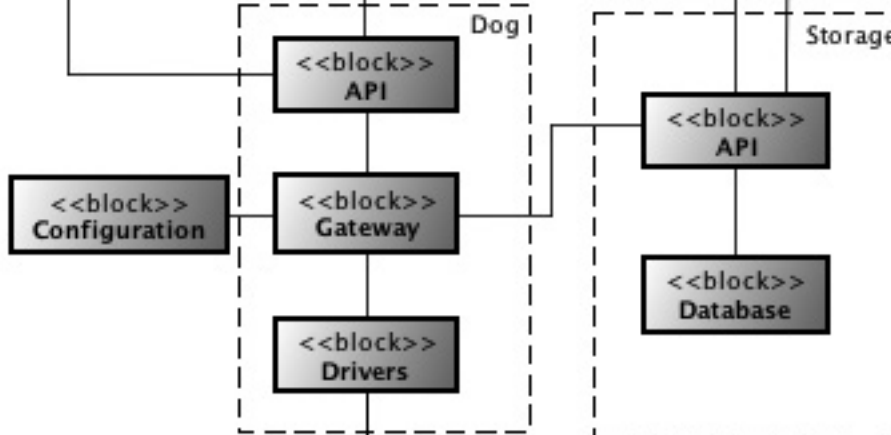 Dog
<<block>>
API
Storage
<<block>>
API
<<block>>
Configuration
<<block>>
Gateway
<<block>>
Database
<<block>>
Drivers